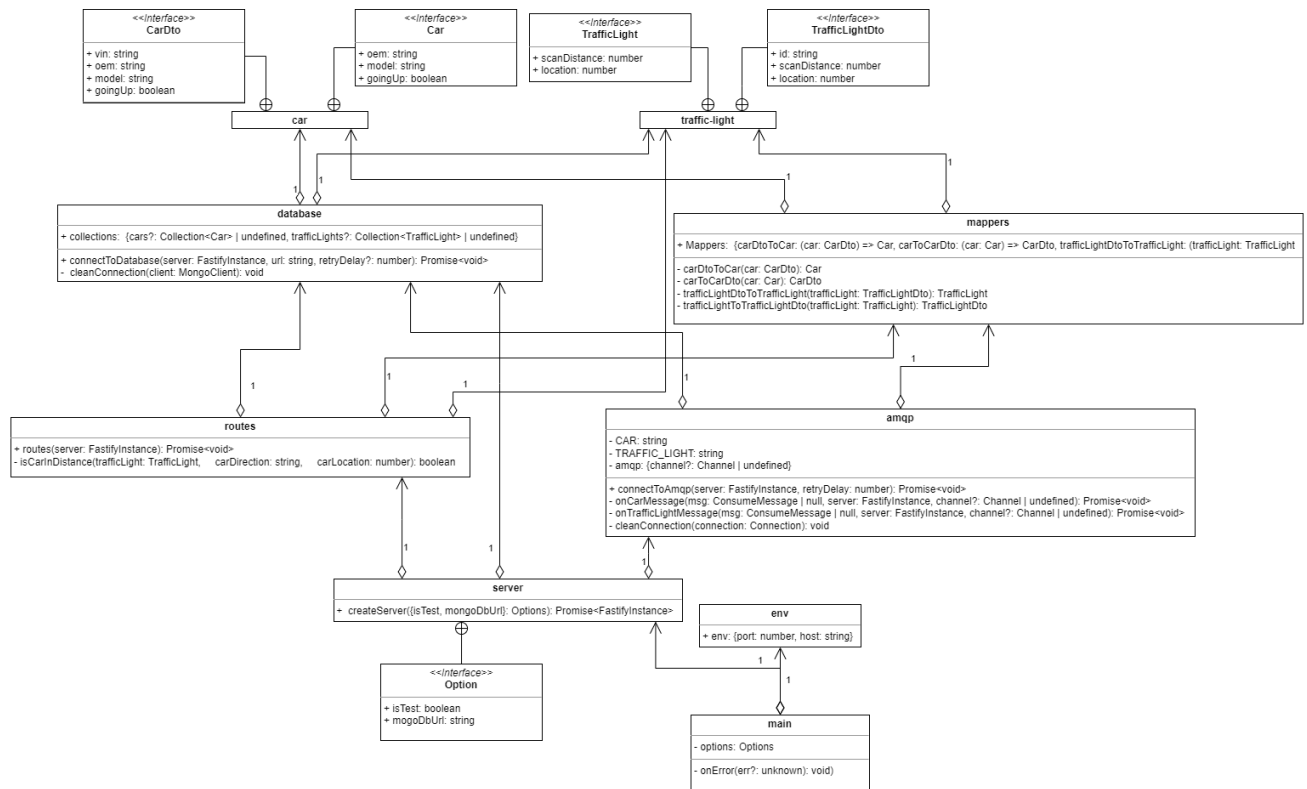 <<Interface>>
CarDto
+ vin: string
+ oem: string
+ model: string
+ goingUp: boolean
<<Interface>>
Car
+ oem: string
+ model: string
+ goingUp: boolean
<<Interface>>
TrafficLight
+ scanDistance: number
+ location: number
<<Interface>>
TrafficLightDto
+ id: string
+ scanDistance: number
+ location: number
car
traffic-light
1
1
1
1
database
+ collections: {cars?: Collection<Car> | undefined, trafficLights?: Collection<TrafficLight> | undefined}
+ connectToDatabase(server: FastifyInstance, url: string, retryDelay?: number): Promise<void>
- cleanConnection(client: MongoClient): void
mappers
+ Mappers: {carDtoToCar: (car: CarDto) => Car, carToCarDto: (car: Car) => CarDto, trafficLightDtoToTrafficLight: (trafficLight: TrafficLight
- carDtoToCar(car: CarDto): Car
- carToCarDto(car: Car): CarDto
- trafficLightDtoToTrafficLight(trafficLight: TrafficLightDto): TrafficLight
- trafficLightToTrafficLightDto(trafficLight: TrafficLight): TrafficLightDto
1
1
1
1
1
routes
+ routes(server: FastifyInstance): Promise<void>
- isCarInDistance(trafficLight: TrafficLight, carDirection: string, carLocation: number): boolean
amqp
- CAR: string
- TRAFFIC_LIGHT: string
- amqp: {channel?: Channel | undefined}
+ connectToAmqp(server: FastifyInstance, retryDelay: number): Promise<void>
- onCarMessage(msg: ConsumeMessage | null, server: FastifyInstance, channel?: Channel | undefined): Promise<void>
- onTrafficLightMessage(msg: ConsumeMessage | null, server: FastifyInstance, channel?: Channel | undefined): Promise<void>
- cleanConnection(connection: Connection): void
1
1
1
server
+ createServer({isTest, mongoDbUrl}: Options): Promise<FastifyInstance>
<<Interface>>
Option
+ isTest: boolean
+ mogoDbUrl: string
env
+ env: {port: number, host: string}
1
1
main
- options: Options
- onError(err?: unknown): void)